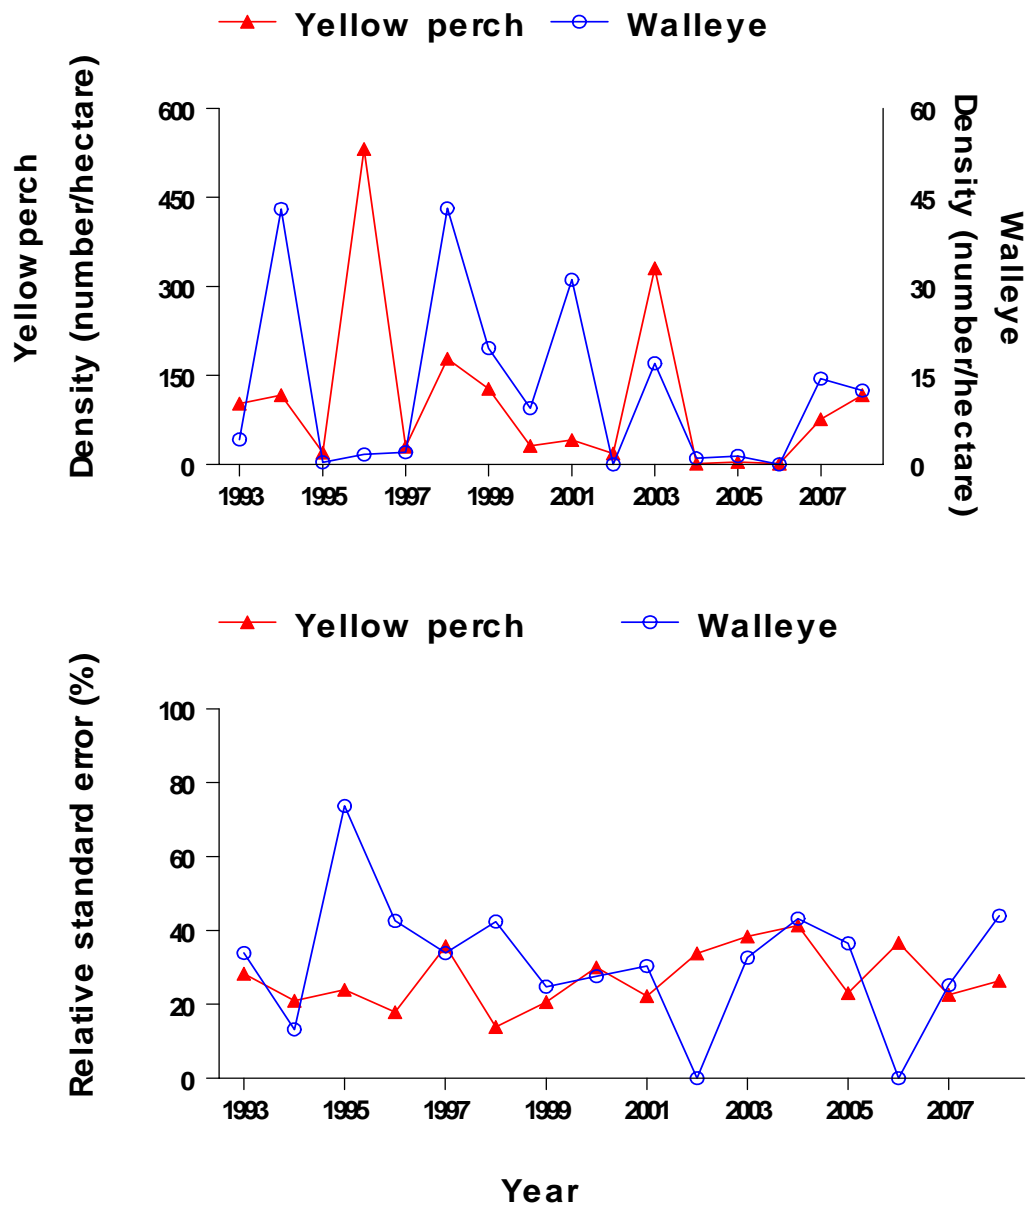 Yellow perch Walleye
Yellow perch
Density (number/hectare)
600
450
300
150
0
60
45
30
15
0
Walleye
Density (number/hectare)
1993 1995 1997 1999 2001 2003 2005 2007
Yellow perch Walleye
Relative standard error (%)
100
80
60
40
20
0
1993 1995 1997 1999 2001 2003 2005 2007
Year